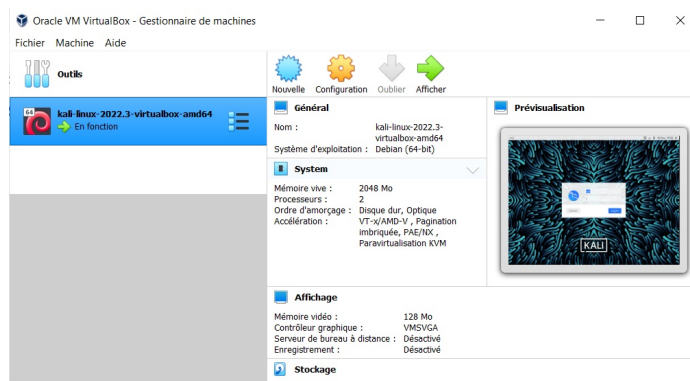 Oracle VM VirtualBox - Gestionnaire de machines
Fichier Machine Aide
Outils
Nouvelle Configuration Oublier Afficher
64
kali-linux-2022.3-virtualbox-amd64
En fonction
Général
Nom : kali-linux-2022.3-
virtualbox-amd64
Système d'exploitation : Debian (64-bit)
System
Mémoire vive : 2048 Mo
Processeurs : 2
Ordre d'amorçage : Disque dur, Optique
Accélération : VT-x/AMD-V , Pagination
imbriquée, PAE/NX ,
Paravirtualisation KVM
Prévisualisation
KALI
Affichage
Mémoire vidéo : 128 Mo
Contrôleur graphique : VMSVGA
Serveur de bureau à distance : Désactivé
Enregistrement : Désactivé
Stockage